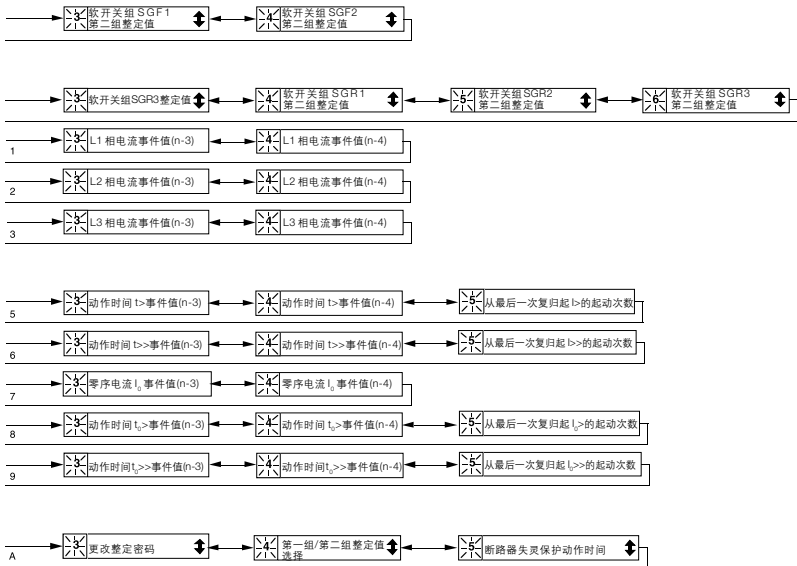 3 软开关组 SGF1
第二组整定值
4 软开关组 SGF2
第二组整定值
3 软开关组SGR3整定值
4 软开关组 SGR1
第二组整定值
5 软开关组SGR2
第二组整定值
6 软开关组 SGR3
第二组整定值
1
3 L1 相电流事件值(n-3)
4 L2 相电流事件值(n-4)
2
3 L2 相电流事件值(n-3)
4 L2 相电流事件值(n-4)
3
3 L3 相电流事件值(n-3)
4 L3 相电流事件值(n-4)
5
3 动作时间 t>事件值(n-3)
4 动作时间 t>事件值(n-4)
5 从最后一次复归起 I>的起动次数
6
3 动作时间 t>>事件值(n-3)
4 动作时间 t>>事件值(n-4)
5 从最后一次复归起 I>>的起动次数
7
3 零序电流 I₀ 事件值(n-3)
4 零序电流 I₀ 事件值(n-4)
8
3 动作时间 t₀>事件值(n-3)
4 动作时间 t₀>事件值(n-4)
5 从最后一次复归起 I₀>的起动次数
9
3 动作时间t₀>>事件值(n-3)
4 动作时间t₀>>事件值(n-4)
5 从最后一次复归起 I₀>>的起动次数
A
3 更改整定密码
4 第一组/第二组整定值
选择
5 断路器失灵保护动作时间